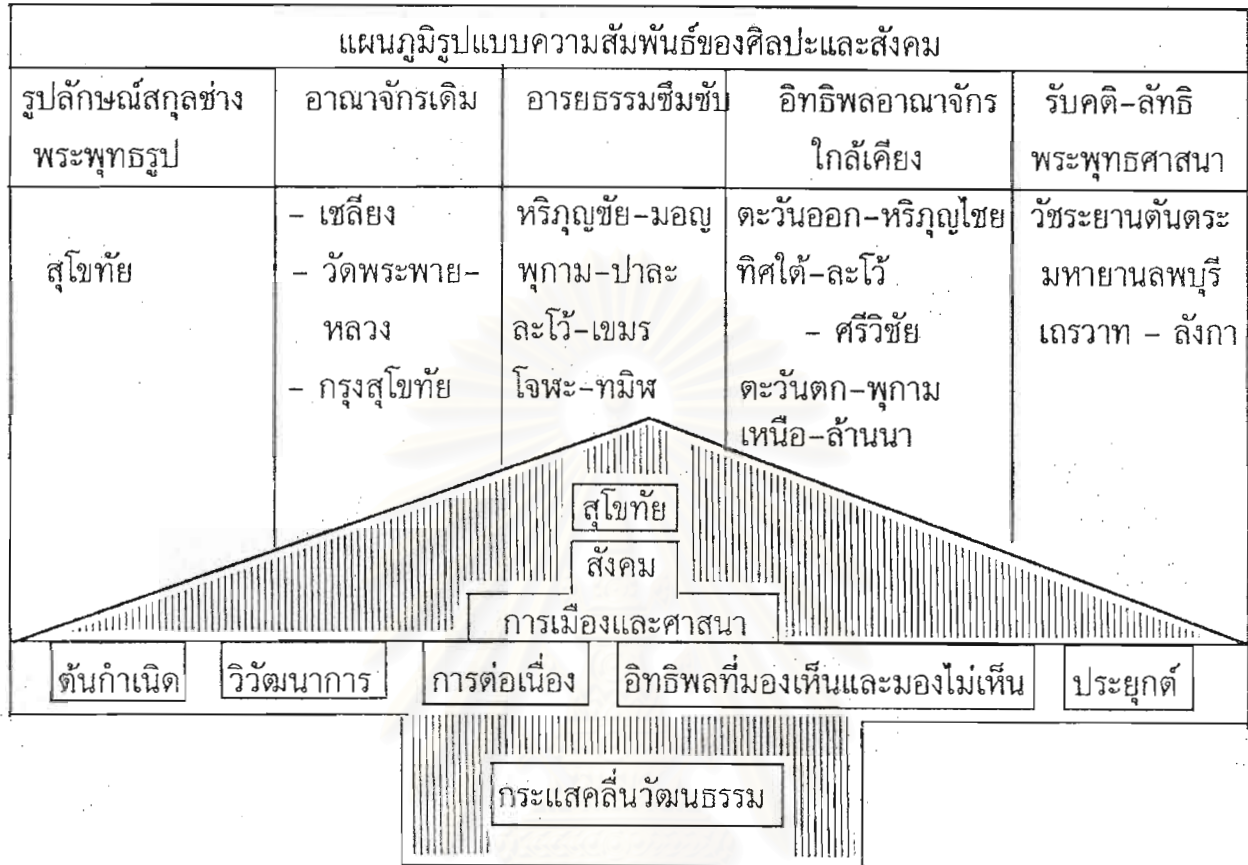 แผนภูมิรูปแบบความสัมพันธ์ของศิลปะและสังคม
รูปลักษณ์สกุลช่าง
พระพุทธรูป
อาณาจักรเดิม
อารยธรรมซึมซับ
อิทธิพลอาณาจักร
ใกล้เคียง
รับคติ-ลัทธิ
พระพุทธศาสนา
สุโขทัย
- เชลียง
- วัดพระพาย-
หลวง
- กรุงสุโขทัย
หริภุญชัย-มอญ
พุกาม-ปาละ
ละโว้-เขมร
โจฬะ-ทมิฬ
ตะวันออก-หริภุญไชย
ทิศใต้-ละโว้
- ศรีวิชัย
ตะวันตก-พุกาม
เหนือ-ล้านนา
วัชระยานตันตระ
มหายานลพบุรี
เถรวาท - ลังกา
สุโขทัย
สังคม
การเมืองและศาสนา
ต้นกำเนิด
วิวัฒนาการ
การต่อเนื่อง
อิทธิพลที่มองเห็นและมองไม่เห็น
ประยุกต์
กระแสคลื่นวัฒนธรรม